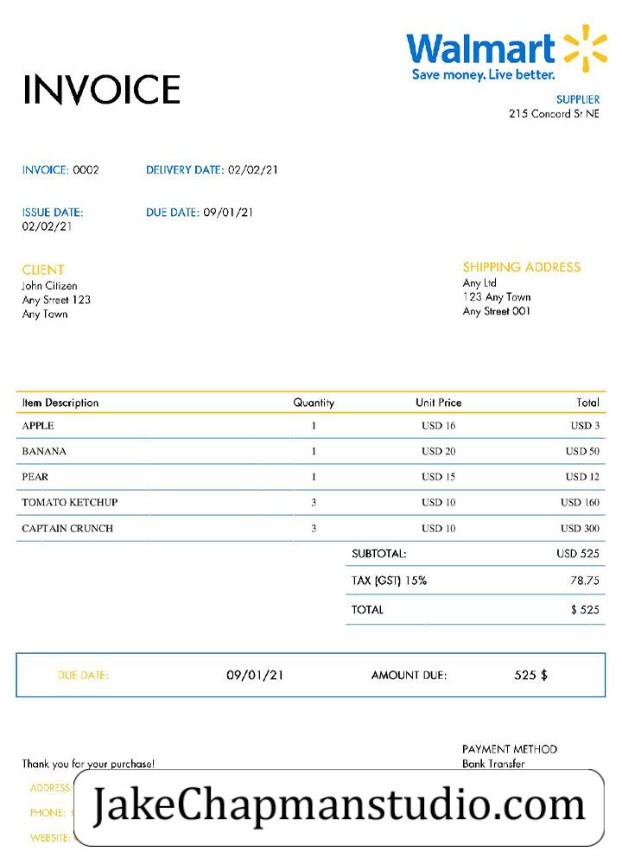 Walmart
Save money. Live better.
INVOICE
SUPPLIER
215 Concord St NE
INVOICE: 0002 DELIVERY DATE: 02/02/21
ISSUE DATE: DUE DATE: 09/01/21
02/02/21
CLIENT SHIPPING ADDRESS
John Citizen Any Ltd
Any Street 123 123 Any Town
Any Town Any Street 001
Item Description Quantity Unit Price Total
APPLE 1 USD 16 USD 3
BANANA 1 USD 20 USD 50
PEAR 1 USD 15 USD 12
TOMATO KETCHUP 3 USD 10 USD 160
CAPTAIN CRUNCH 3 USD 10 USD 300
SUBTOTAL: USD 525
TAX (GST) 15% 78.75
TOTAL $ 525
DUE DATE: 09/01/21 AMOUNT DUE: 525 $
PAYMENT METHOD
Thank you for your purchase! Bank Transfer
ADDRESS:
PHONE:
WEBSITE:
JakeChapmanstudio.com